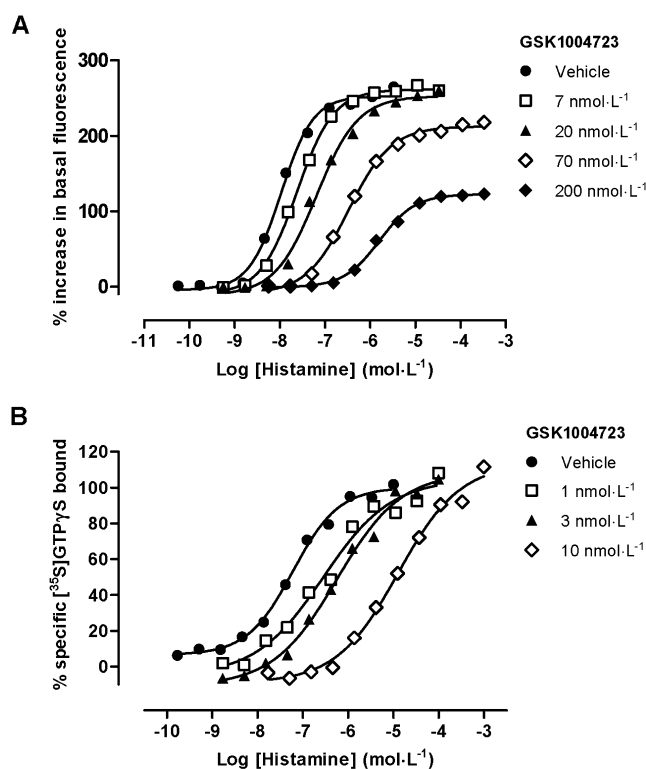 A
GSK1004723
Vehicle
7 nmol·L⁻¹
20 nmol·L⁻¹
70 nmol·L⁻¹
200 nmol·L⁻¹
% increase in basal fluorescence
300
200
100
0
-11 -10 -9 -8 -7 -6 -5 -4 -3
Log [Histamine] (mol·L⁻¹)
B
GSK1004723
Vehicle
1 nmol·L⁻¹
3 nmol·L⁻¹
10 nmol·L⁻¹
% specific [³⁵S]GTPγS bound
120
100
80
60
40
20
0
-10 -9 -8 -7 -6 -5 -4 -3
Log [Histamine] (mol·L⁻¹)